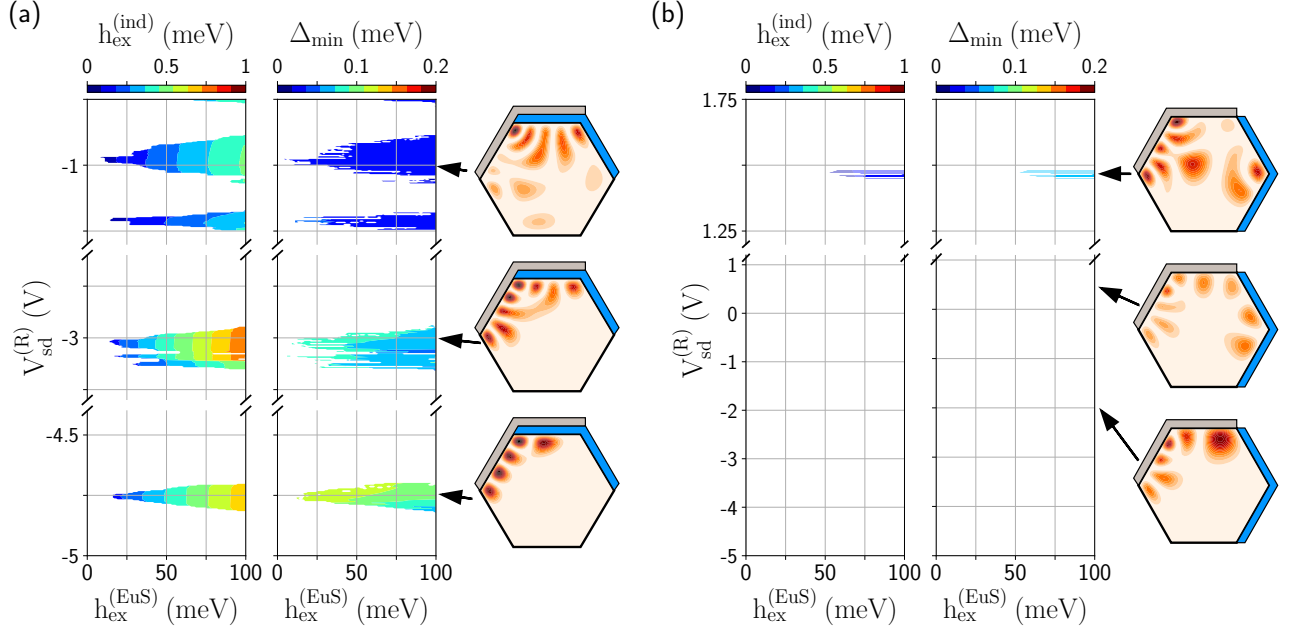 (a)
h_ex^(ind) (meV)
Δ_min (meV)
0 0.5 1
0 0.1 0.2
V_sd^(R) (V)
-1
-3
-4.5
-5
0 50 100
0 50 100
h_ex^(EuS) (meV)
h_ex^(EuS) (meV)
(b)
h_ex^(ind) (meV)
Δ_min (meV)
0 0.5 1
0 0.1 0.2
V_sd^(R) (V)
1.75
1.25
1
0
-1
-2
-3
-4
-5
0 50 100
0 50 100
h_ex^(EuS) (meV)
h_ex^(EuS) (meV)